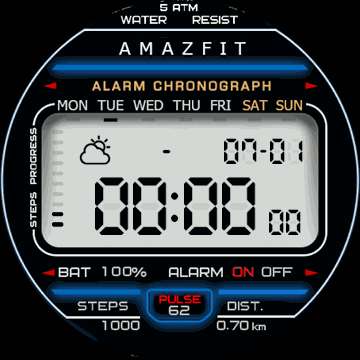 5 ATM
WATER RESIST
AMAZFIT
ALARM CHRONOGRAPH
MON TUE WED THU FRI SAT SUN
STEPS PROGRESS
- 07-01
00:00 00
BAT 100% ALARM ON OFF
STEPS PULSE DIST.
1000 62 0.70 km